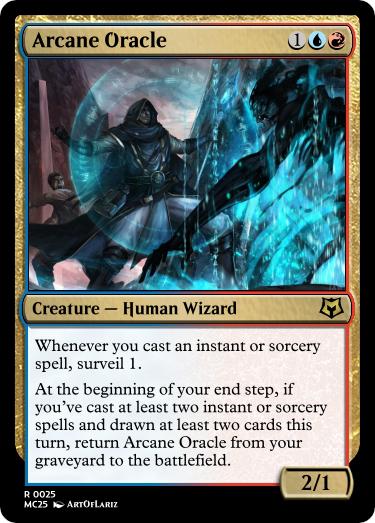 Arcane Oracle 1
Creature — Human Wizard
Whenever you cast an instant or sorcery
spell, surveil 1.
At the beginning of your end step, if
you've cast at least two instant or sorcery
spells and drawn at least two cards this
turn, return Arcane Oracle from your
graveyard to the battlefield.
2/1
R 0025
MC25 ArtOfLariz